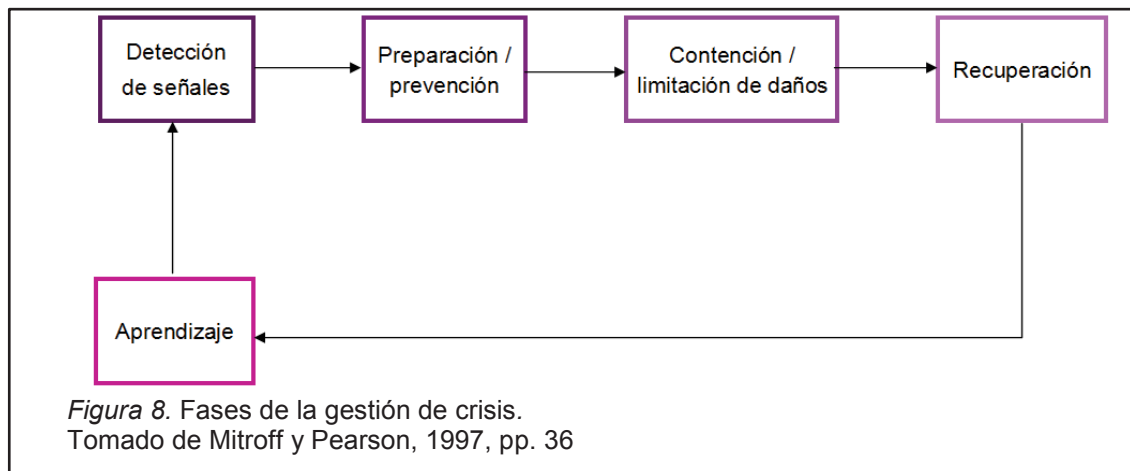 Detección
de señales
Preparación /
prevención
Contención /
limitación de daños
Recuperación
Aprendizaje
Figura 8. Fases de la gestión de crisis.
Tomado de Mitroff y Pearson, 1997, pp. 36